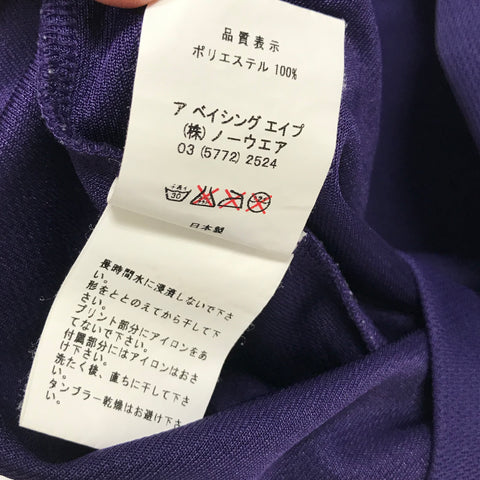 品質表示
ポリエステル 100%
ア ベイシング エイプ
(株) ノーウエア
03 (5772) 2524
30
日本製
長時間水に浸漬しないで下さい。
形をととのえてから干して下さい。
プリント部分にアイロンをあてないで下さい。
付属部分にはアイロンはおさけ下さい。
洗たく後、直ちに干して下さい。
タンブラー乾燥はお避け下さい。